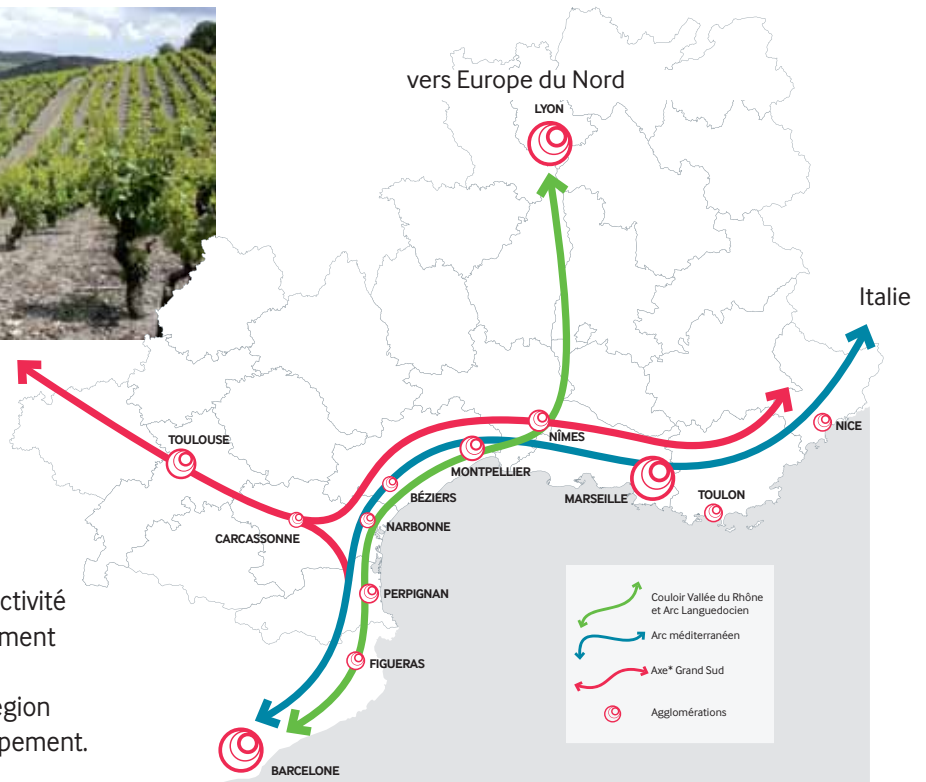 vers Europe du Nord
LYON
Italie
NICE
TOULOUSE
NÎMES
MONTPELLIER
MARSEILLE
TOULON
BÉZIERS
NARBONNE
CARCASSONNE
PERPIGNAN
FIGUERAS
BARCELONE
ctivité
ment
égion
pement.
Couloir Vallée du Rhône
et Arc Languedocien
Arc méditerranéen
Axe* Grand Sud
Agglomérations